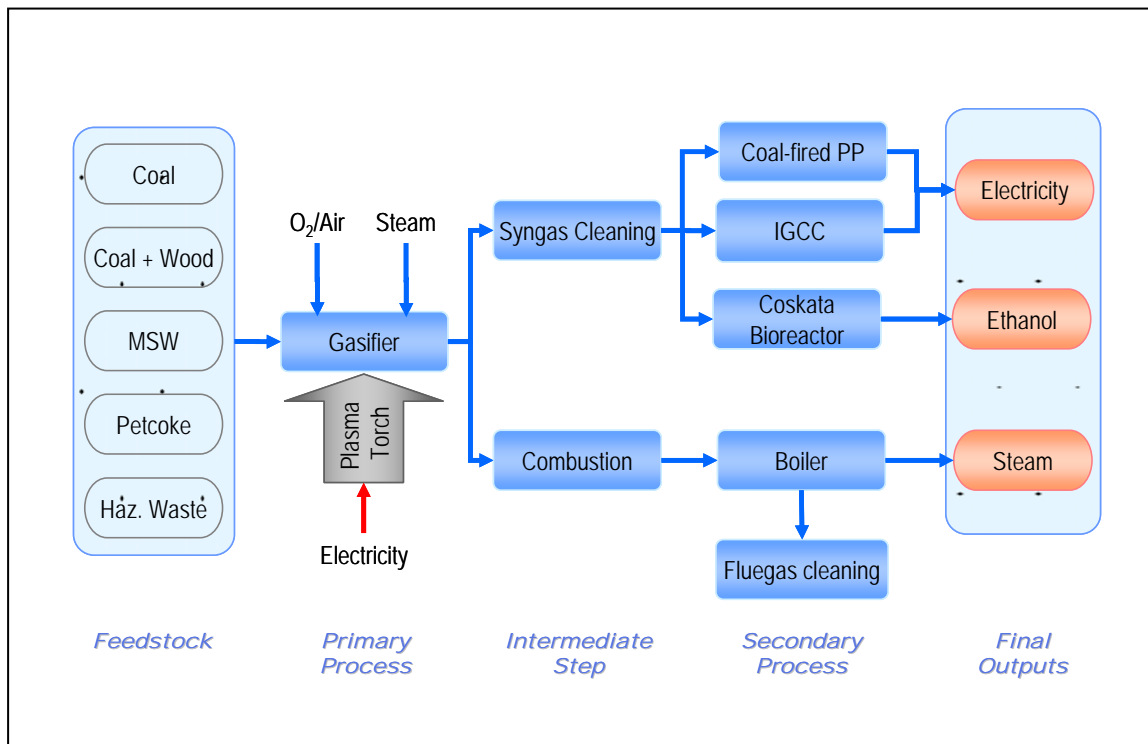 Coal
Coal + Wood
MSW
Petcoke
Haz. Waste
O₂/Air
Steam
Gasifier
Plasma
Torch
Electricity
Syngas Cleaning
Combustion
Coal-fired PP
IGCC
Coskata
Bioreactor
Boiler
Fluegas cleaning
Electricity
Ethanol
Steam
Feedstock
Primary
Process
Intermediate
Step
Secondary
Process
Final
Outputs